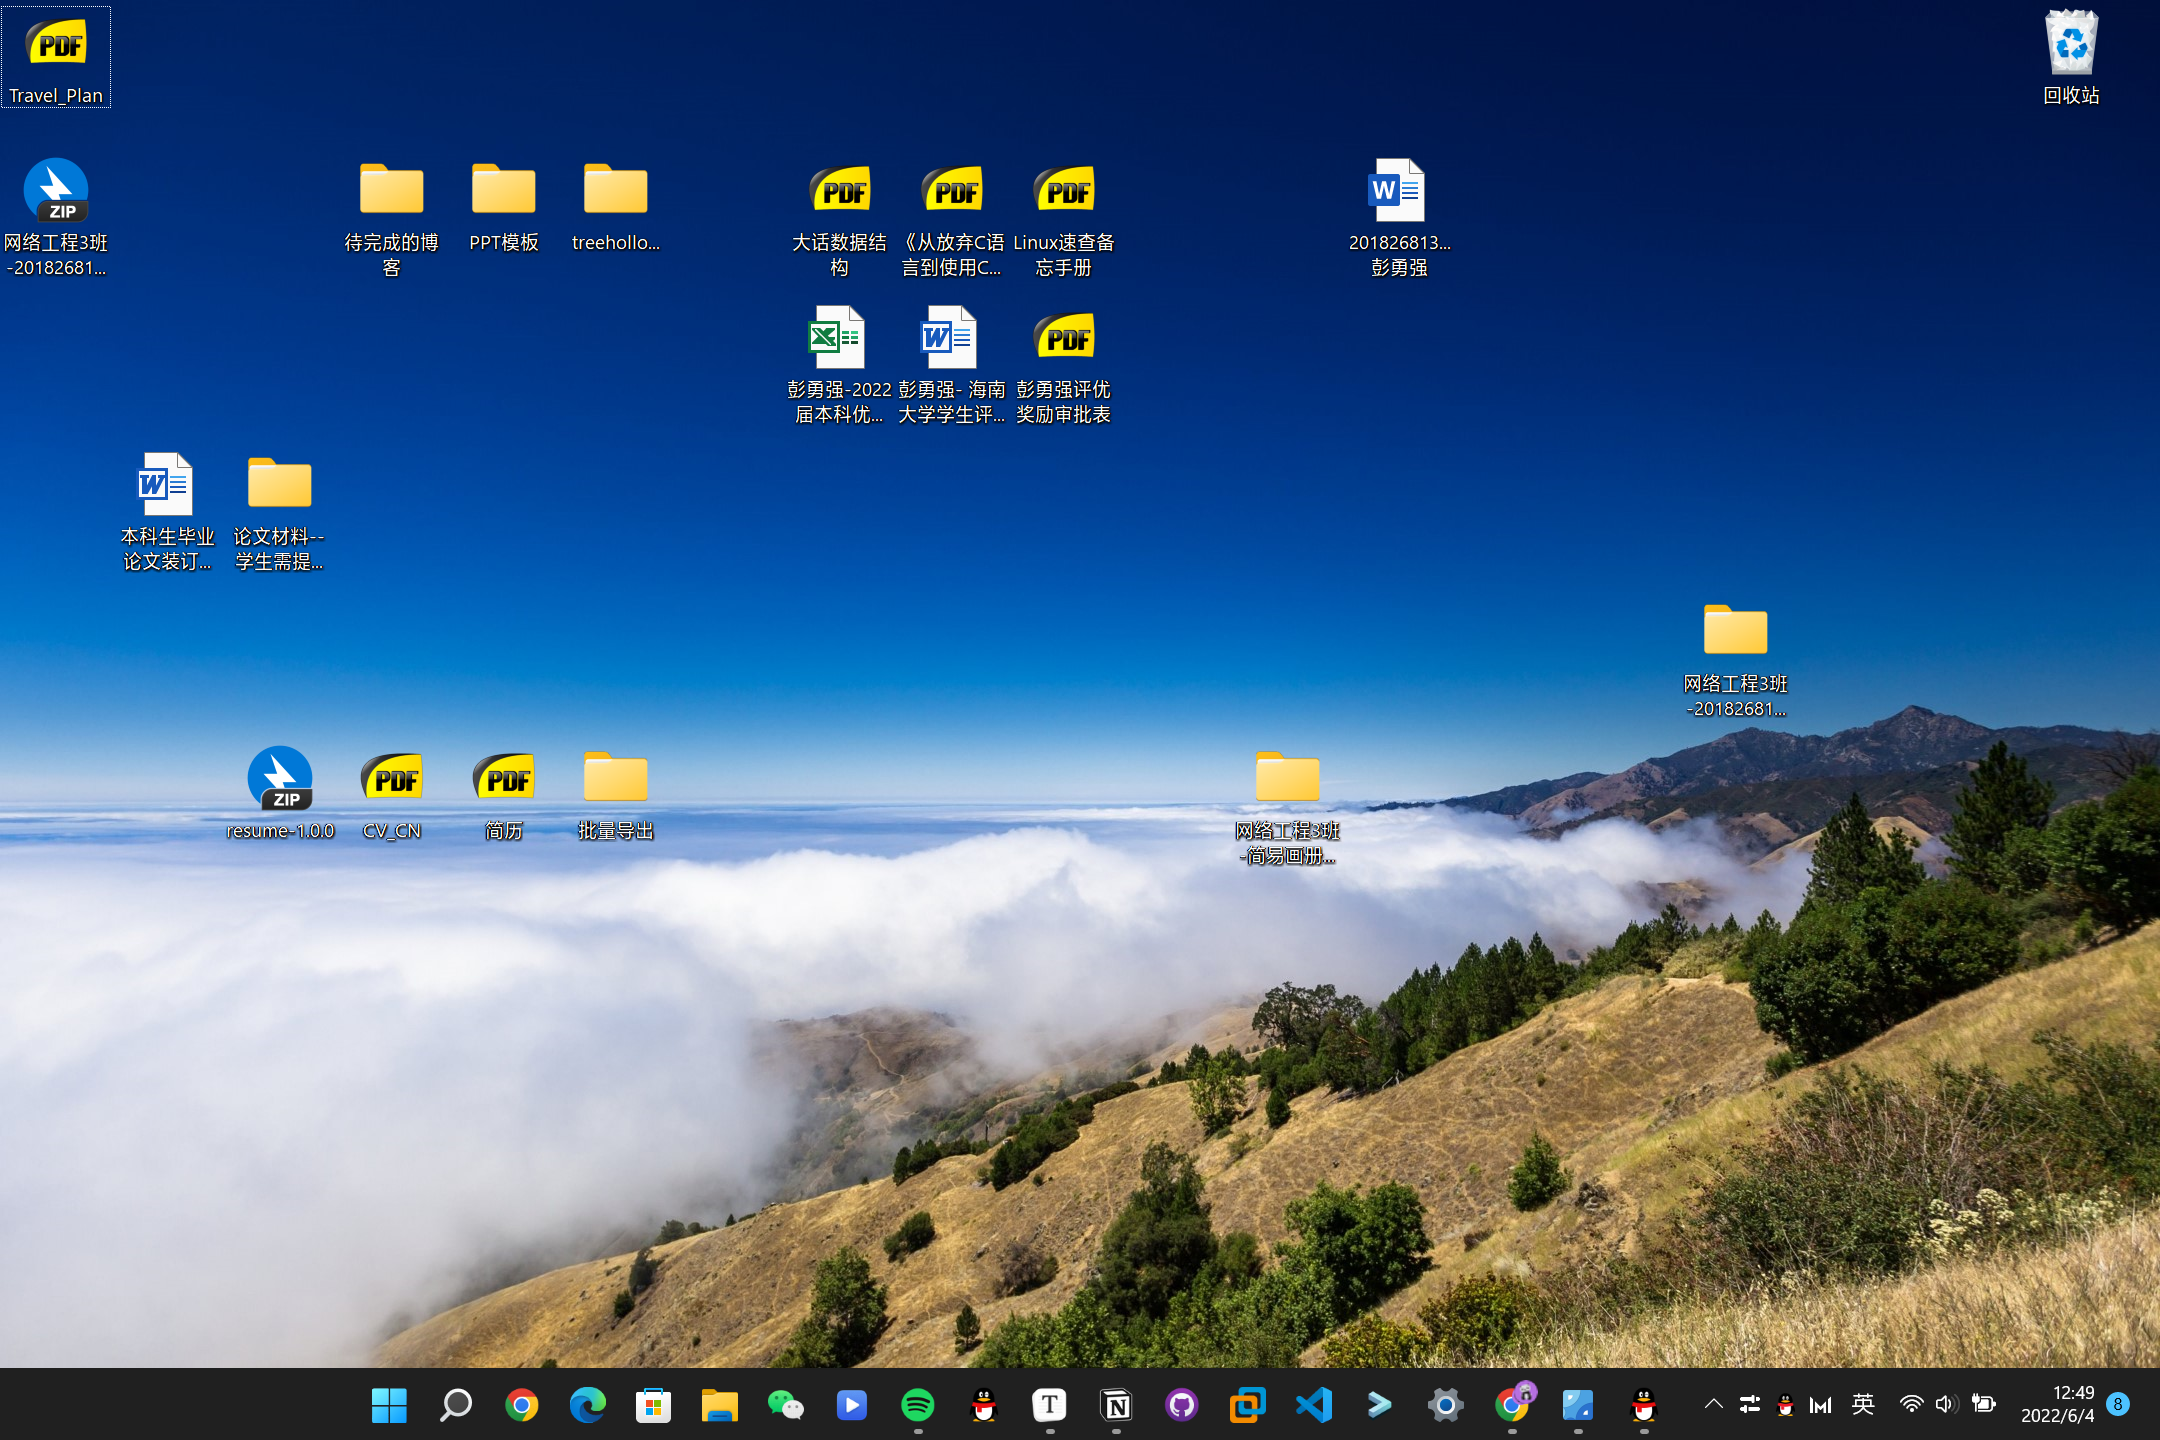 PDF
Travel_Plan
回收站
ZIP
网络工程3班
-20182681...
待完成的博
客
PPT模板
treehollo...
PDF
大话数据结
构
PDF
《从放弃C语
言到使用C...
PDF
Linux速查备
忘手册
W
201826813...
彭勇强
X
彭勇强-2022
届本科优...
W
彭勇强- 海南
大学学生评...
PDF
彭勇强评优
奖励审批表
W
本科生毕业
论文装订...
论文材料--
学生需提...
网络工程3班
-20182681...
ZIP
resume-1.0.0
PDF
CV_CN
PDF
简历
批量导出
网络工程3班
-简易画册...
T
N
英
12:49
2022/6/4
8